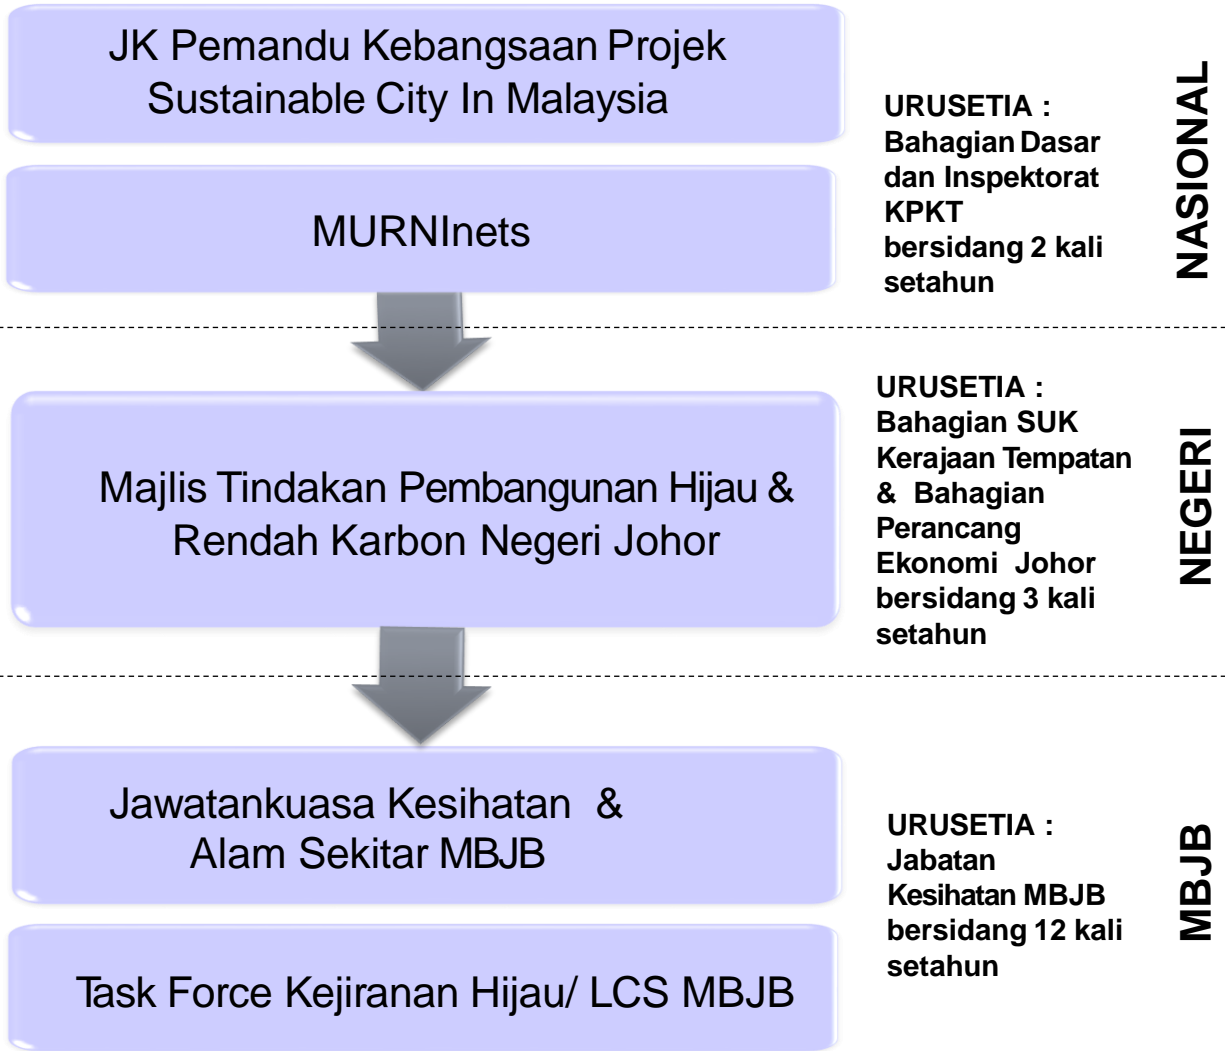 JK Pemandu Kebangsaan Projek
Sustainable City In Malaysia
MURNInets
URUSETIA :
Bahagian Dasar
dan Inspektorat
KPKT
bersidang 2 kali
setahun
NASIONAL
Majlis Tindakan Pembangunan Hijau &
Rendah Karbon Negeri Johor
URUSETIA :
Bahagian SUK
Kerajaan Tempatan
& Bahagian
Perancang
Ekonomi Johor
bersidang 3 kali
setahun
NEGERI
Jawatankuasa Kesihatan &
Alam Sekitar MBJB
Task Force Kejiranan Hijau/ LCS MBJB
URUSETIA :
Jabatan
Kesihatan MBJB
bersidang 12 kali
setahun
MBJB